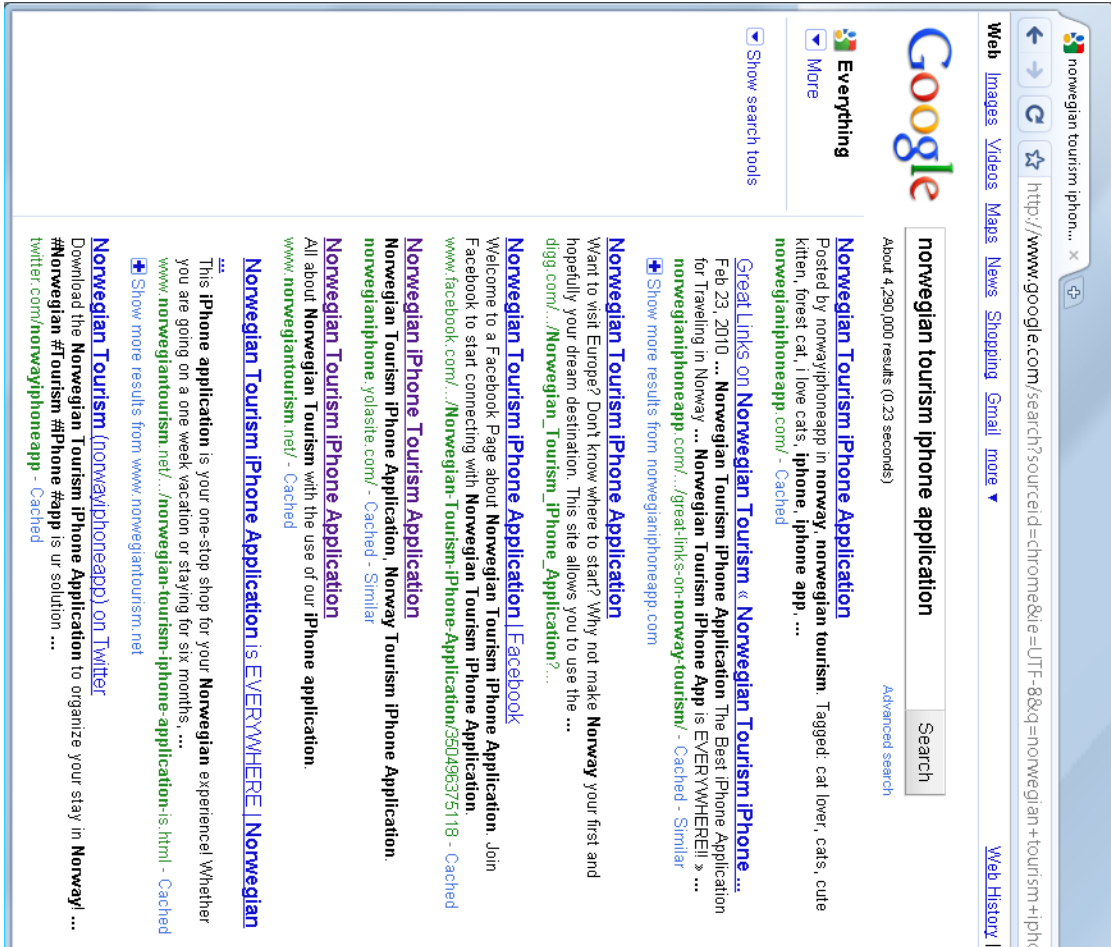 norwegian tourism iphon...
http://www.google.com/search?sourceid=chrome&ie=UTF-8&q=norwegian+tourism+ipho
Web Images Videos Maps News Shopping Gmail more ▼ Web History
Google
norwegian tourism iphone application
Search
About 4,290,000 results (0.23 seconds)
Advanced search
Everything
More
Show search tools
Norwegian Tourism iPhone Application
Posted by norwayiphoneapp in norway, norwegian tourism. Tagged: cat lover, cats, cute
kitten, forest cat, i love cats, iphone, iphone app, ...
norwegianiphoneapp.com/ - Cached
Great Links on Norwegian Tourism « Norwegian Tourism iPhone ...
Feb 23, 2010 ... Norwegian Tourism iPhone Application The Best iPhone Application
for Traveling in Norway ... Norwegian Tourism iPhone App is EVERYWHERE!! » ...
norwegianiphoneapp.com/.../great-links-on-norway-tourism/ - Cached - Similar
Show more results from norwegianiphoneapp.com
Norwegian Tourism iPhone Application
Want to visit Europe? Don't know where to start? Why not make Norway your first and
hopefully your dream destination. This site allows you to use the ...
digg.com/.../Norwegian_Tourism_iPhone_Application?...
Norwegian Tourism iPhone Application | Facebook
Welcome to a Facebook Page about Norwegian Tourism iPhone Application. Join
Facebook to start connecting with Norwegian Tourism iPhone Application.
www.facebook.com/.../Norwegian-Tourism-iPhone-Application/350496375118 - Cached
Norwegian iPhone Tourism Application
Norwegian Tourism iPhone Application, Norway Tourism iPhone Application.
norwegianiphone.yolasite.com/ - Cached - Similar
Norwegian Tourism iPhone Application
All about Norwegian Tourism with the use of our iPhone application.
www.norwegiantourism.net/ - Cached
Norwegian Tourism iPhone Application is EVERYWHERE | Norwegian
...
This iPhone application is your one-stop shop for your Norwegian experience! Whether
you are going on a one week vacation or staying for six months, ...
www.norwegiantourism.net/.../norwegian-tourism-iphone-application-is.html - Cached
Show more results from www.norwegiantourism.net
Norwegian Tourism (norwayiphoneapp) on Twitter
Download the Norwegian Tourism iPhone Application to organize your stay in Norway! ...
#Norwegian #Tourism #iPhone #app is ur solution ...
twitter.com/norwayiphoneapp - Cached